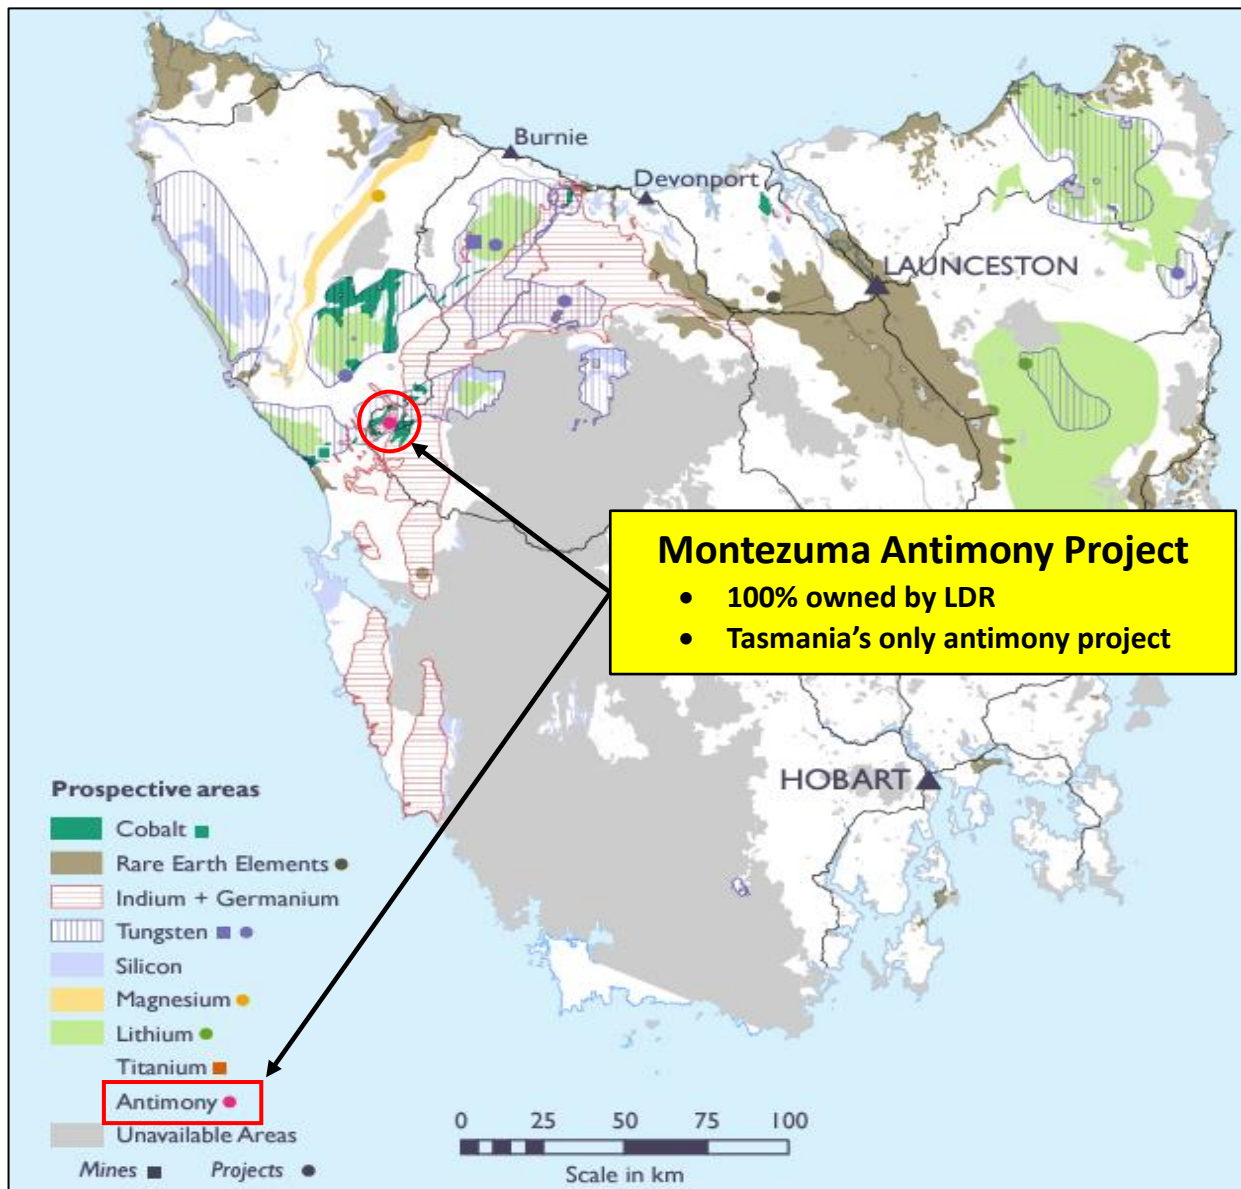 Burnie
Devonport
LAUNCESTON
Montezuma Antimony Project
• 100% owned by LDR
• Tasmania's only antimony project
HOBART
Prospective areas
Cobalt
Rare Earth Elements
Indium + Germanium
Tungsten
Silicon
Magnesium
Lithium
Titanium
Antimony
Unavailable Areas
Mines Projects
0 25 50 75 100
Scale in km